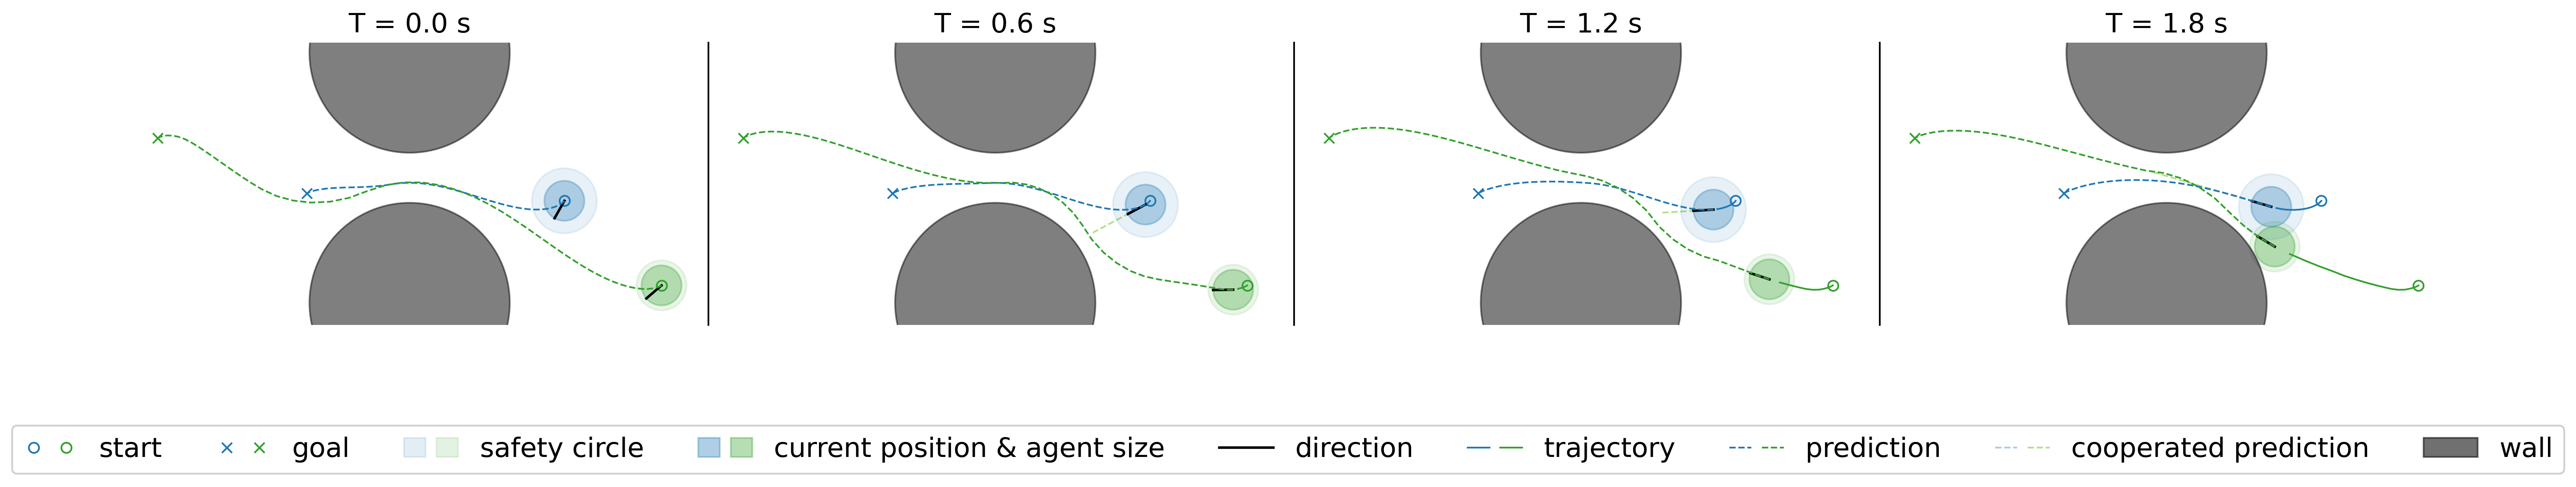 T = 0.0 s
T = 0.6 s
T = 1.2 s
T = 1.8 s
start goal safety circle current position & agent size direction trajectory prediction cooperated prediction wall